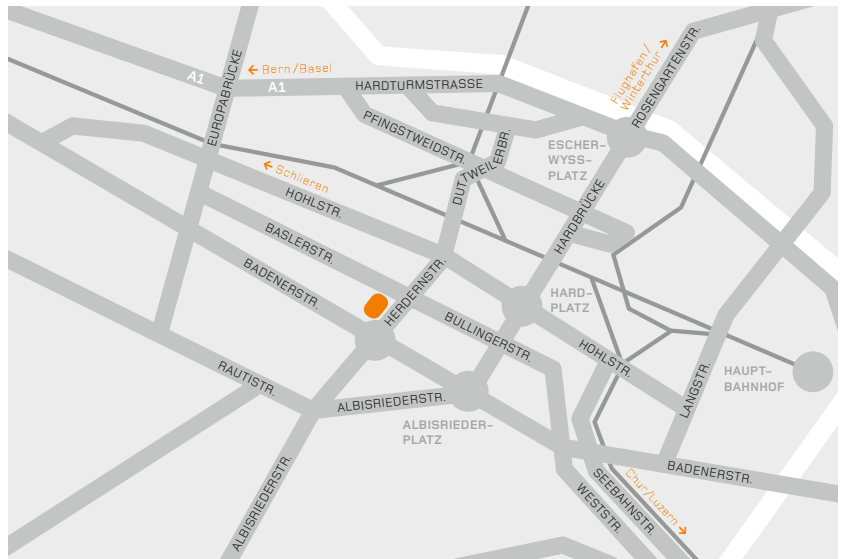 A1
← Bern/Basel
A1
HARDTURMSTRASSE
EUROPABRÜCKE
Flughafen/
Winterthur →
ROSENGARTENSTR.
PFINGSTWEIDSTR.
DUTTWEILERBR.
ESCHER-
WYSS-
PLATZ
← Schlieren
HOHLSTR.
BASLERSTR.
BADENERSTR.
HARDBRÜCKE
HERDERNSTR.
HARD-
PLATZ
BULLINGERSTR.
HOHLSTR.
HAUPT-
BAHNHOF
LANGSTR.
RAUTISTR.
ALBISRIEDERSTR.
ALBISRIEDER-
PLATZ
BADENERSTR.
ALBISRIEDERSTR.
WESTSTR.
SEEBAHNSTR.
Chur/Luzern →